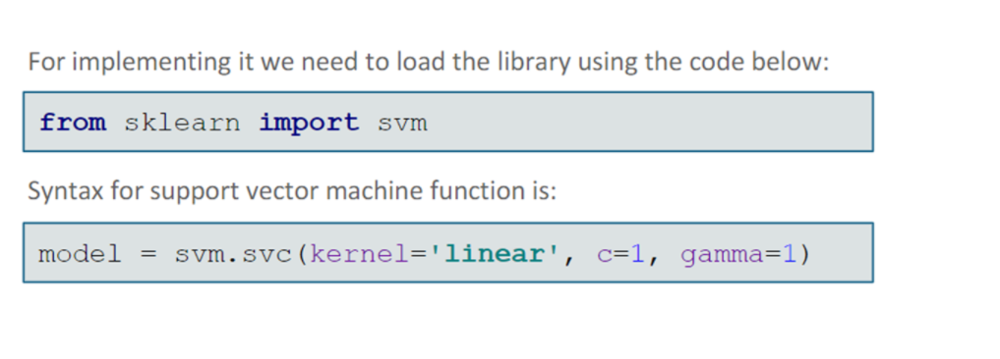 For implementing it we need to load the library using the code below:
from sklearn import svm
Syntax for support vector machine function is:
model = svm.svc(kernel='linear', c=1, gamma=1)